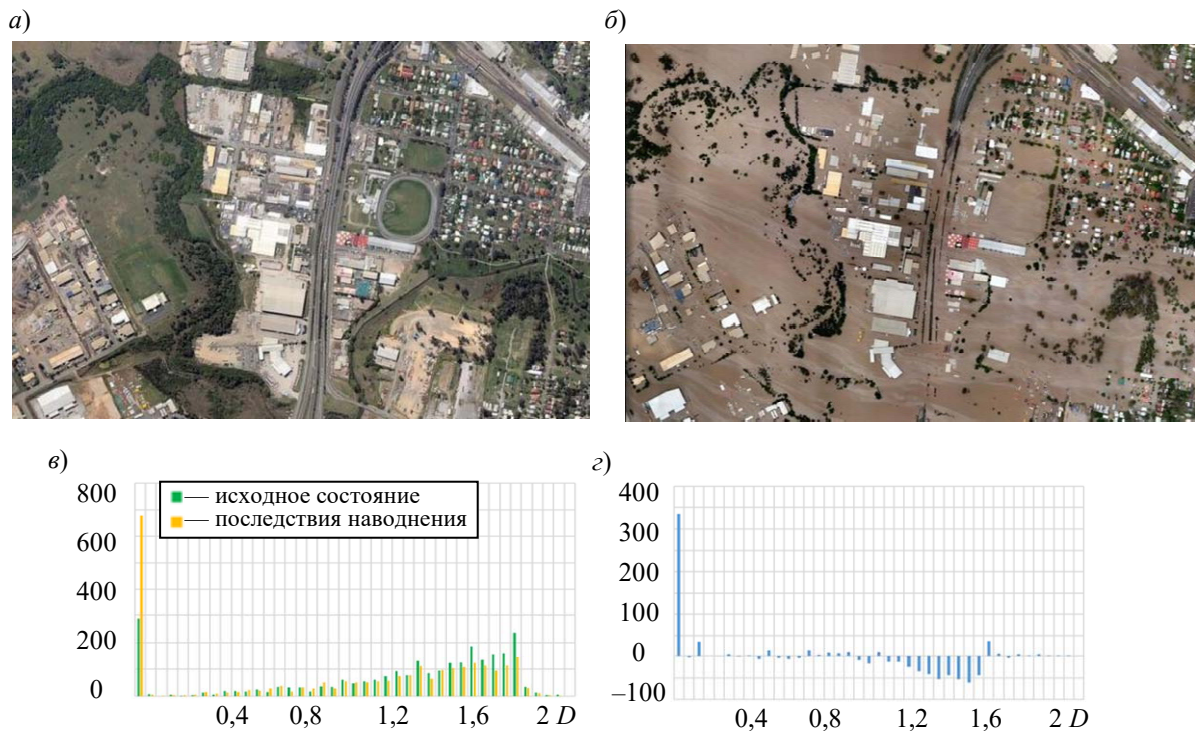 а)
б)
в)
г)
800
600
400
200
0
— исходное состояние
— последствия наводнения
0,4 0,8 1,2 1,6 2 D
400
300
200
100
0
–100
0,4 0,8 1,2 1,6 2 D